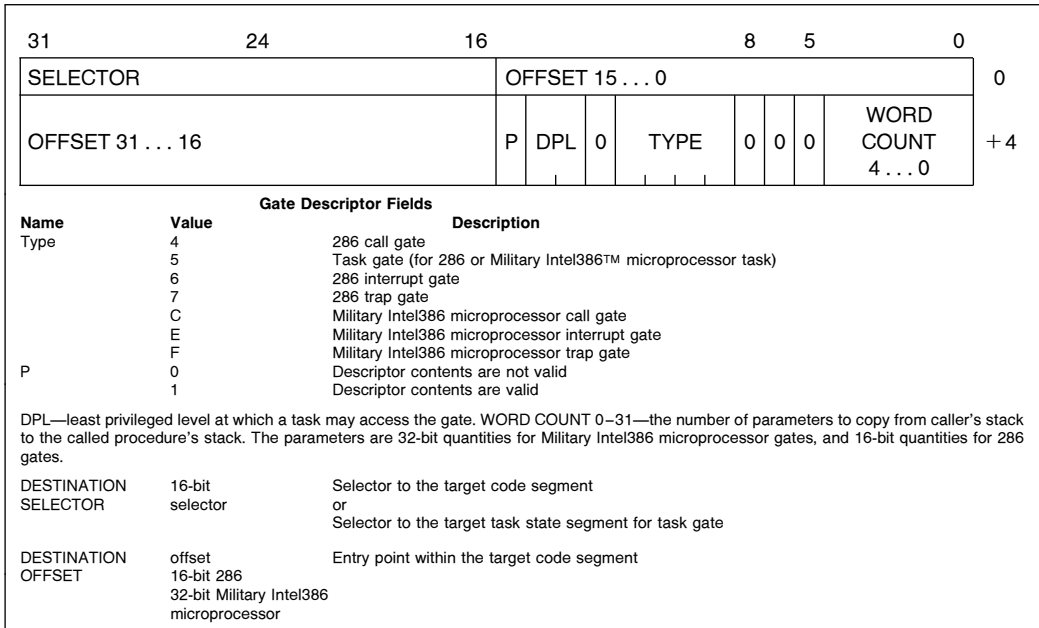 31 24 16 8 5 0
SELECTOR OFFSET 15 . . . 0 0
OFFSET 31 . . . 16 P DPL 0 TYPE 0 0 0 WORD COUNT 4 . . . 0 +4
Gate Descriptor Fields
Name Value Description
Type 4 286 call gate
5 Task gate (for 286 or Military Intel386™ microprocessor task)
6 286 interrupt gate
7 286 trap gate
C Military Intel386 microprocessor call gate
E Military Intel386 microprocessor interrupt gate
F Military Intel386 microprocessor trap gate
P 0 Descriptor contents are not valid
1 Descriptor contents are valid
DPL—least privileged level at which a task may access the gate. WORD COUNT 0–31—the number of parameters to copy from caller's stack
to the called procedure's stack. The parameters are 32-bit quantities for Military Intel386 microprocessor gates, and 16-bit quantities for 286
gates.
DESTINATION 16-bit Selector to the target code segment
SELECTOR selector or
Selector to the target task state segment for task gate
DESTINATION offset Entry point within the target code segment
OFFSET 16-bit 286
32-bit Military Intel386
microprocessor